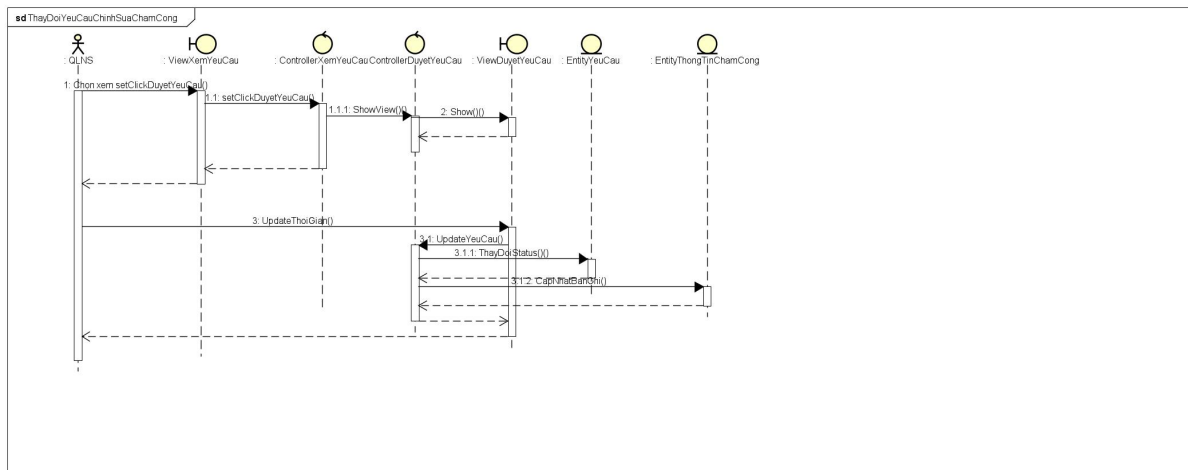 sd ThayDoiYeuCauChinhSuaChamCong
: QLNS
: ViewXemYeuCau
: ControllerXemYeuCau
ControllerDuyetYeuCau
: ViewDuyetYeuCau
: EntityYeuCau
: EntityThongTinChamCong
1: Chon xem setClickDuyetYeuCau()
1.1: setClickDuyetYeuCau()
1.1.1: ShowView()()
2: Show()()
3: UpdateThoiGian()
3.1: UpdateYeuCau()
3.1.1: ThayDoiStatus()()
3.1.2: CapNhatBanGhi()